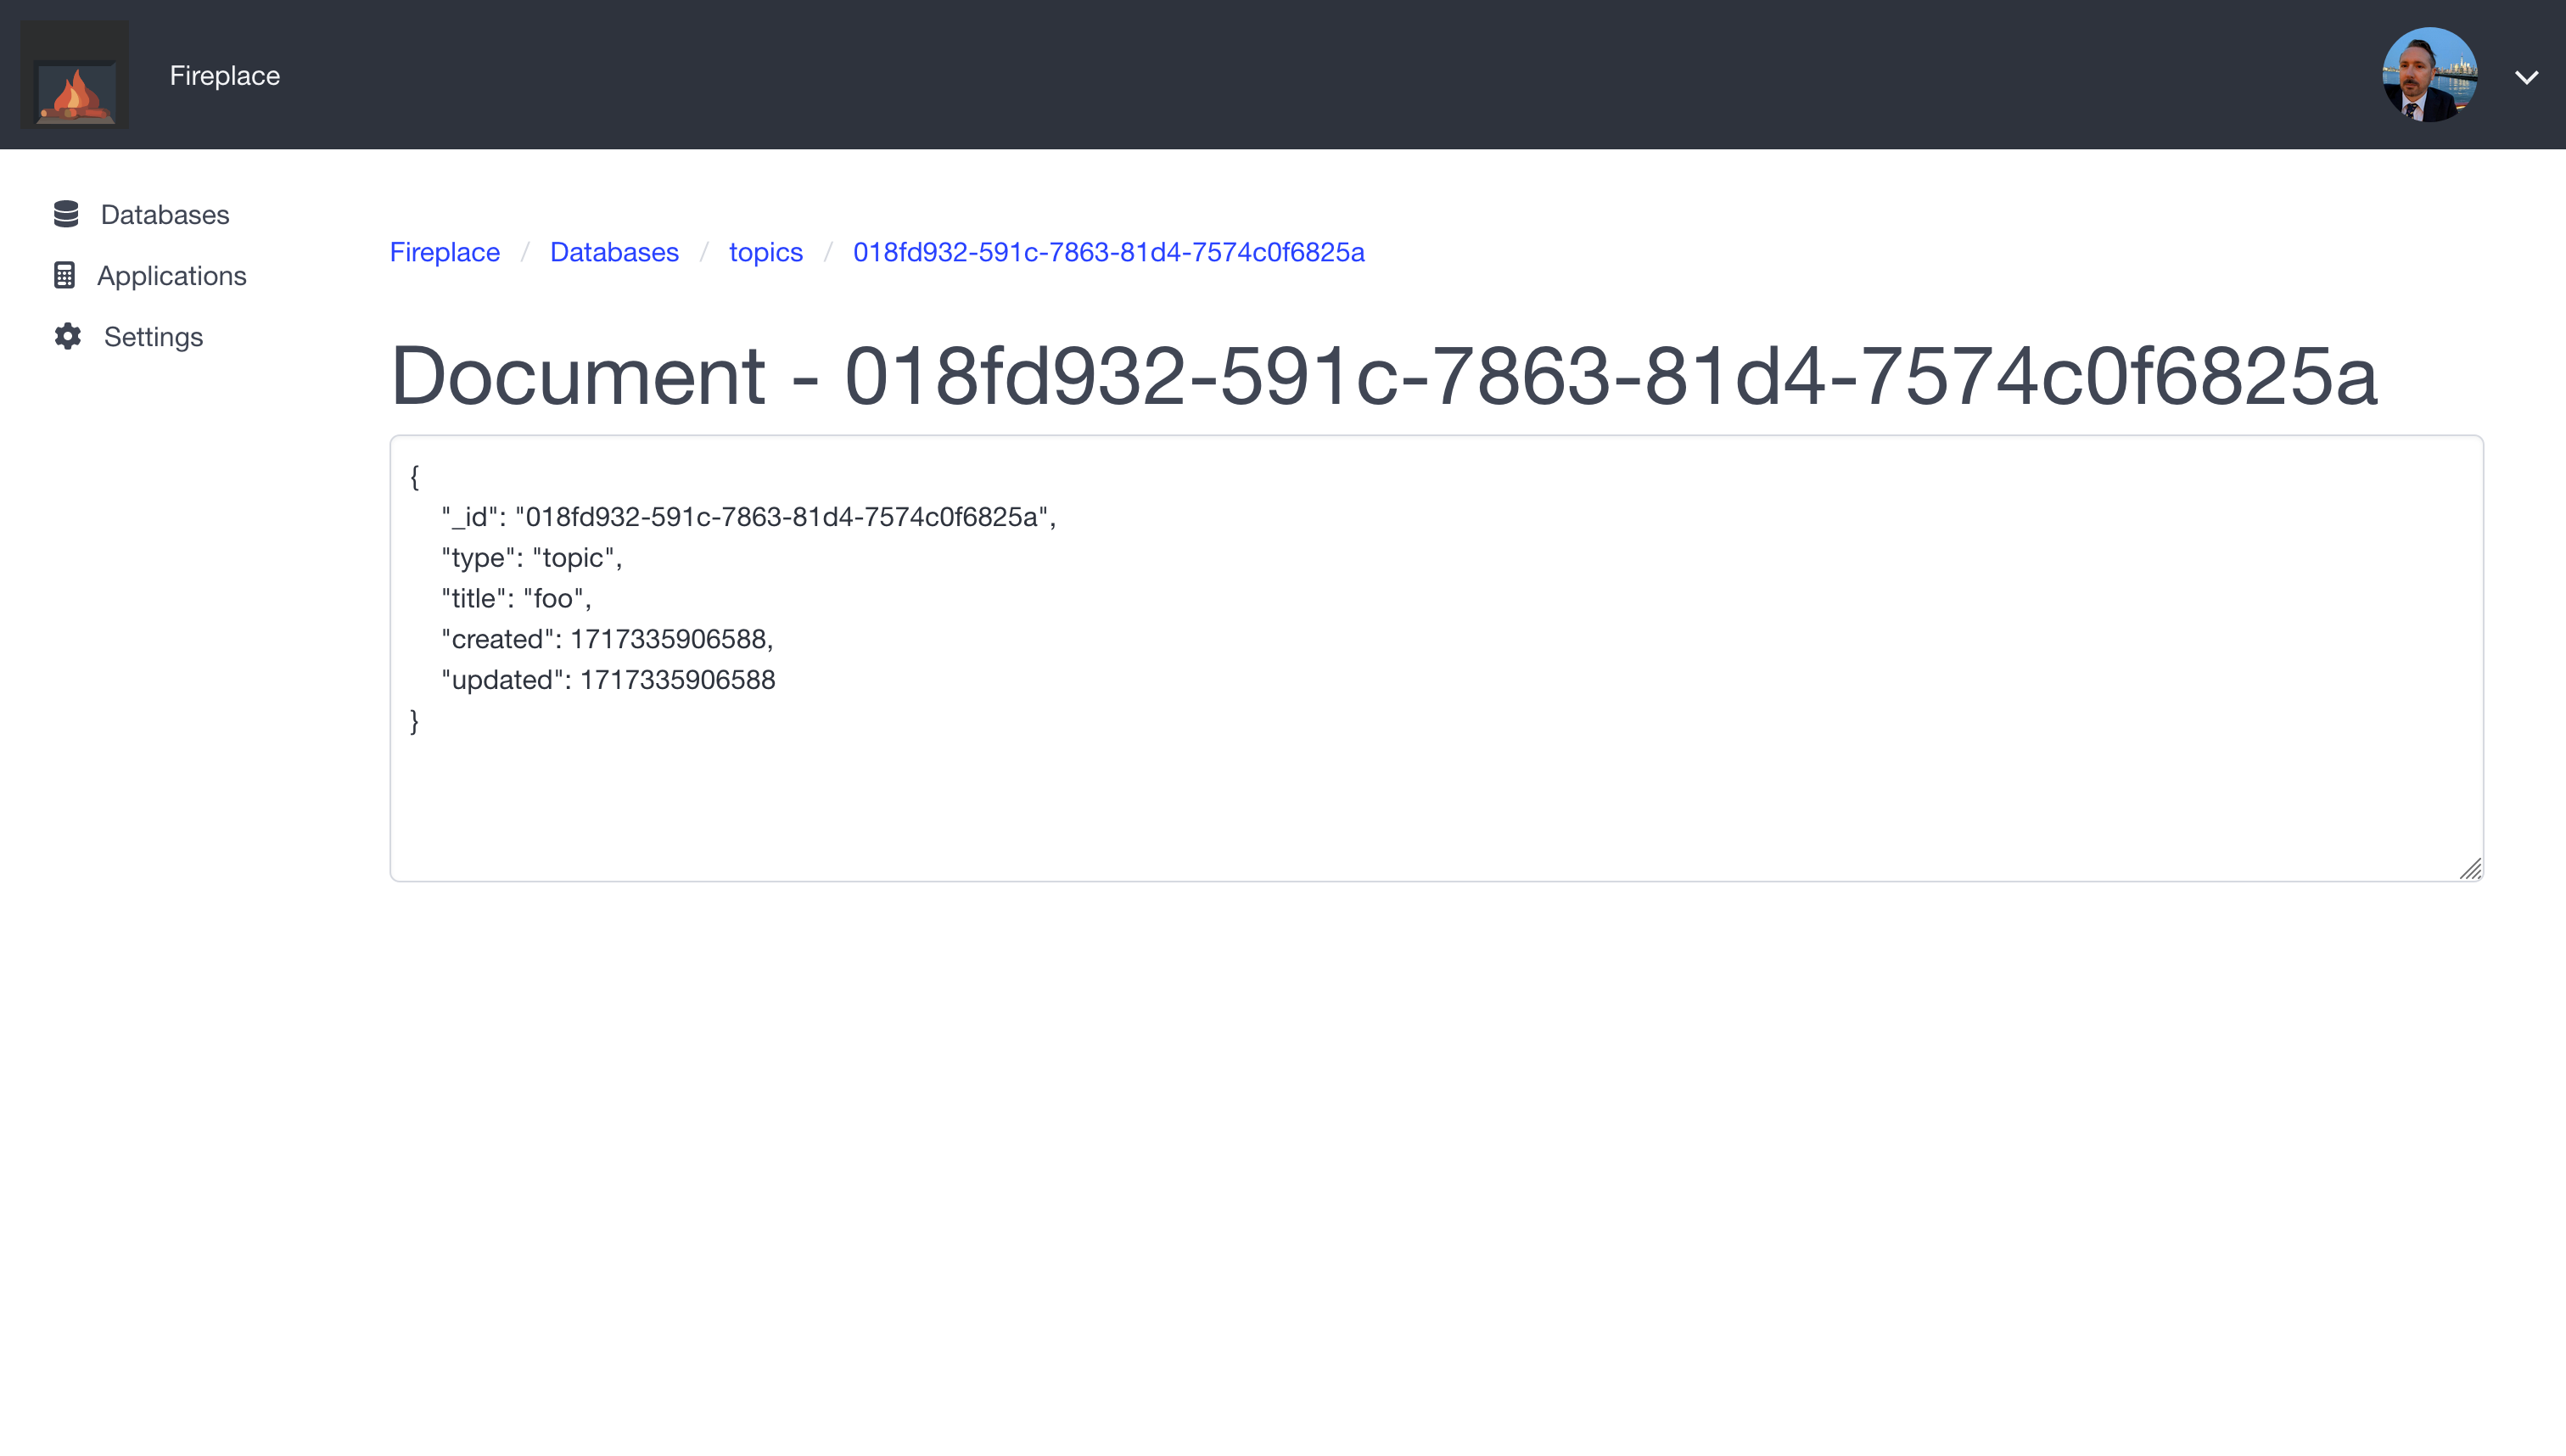 Fireplace
Databases
Applications
Settings
Fireplace / Databases / topics / 018fd932-591c-7863-81d4-7574c0f6825a
Document - 018fd932-591c-7863-81d4-7574c0f6825a
{
"_id": "018fd932-591c-7863-81d4-7574c0f6825a",
"type": "topic",
"title": "foo",
"created": 1717335906588,
"updated": 1717335906588
}